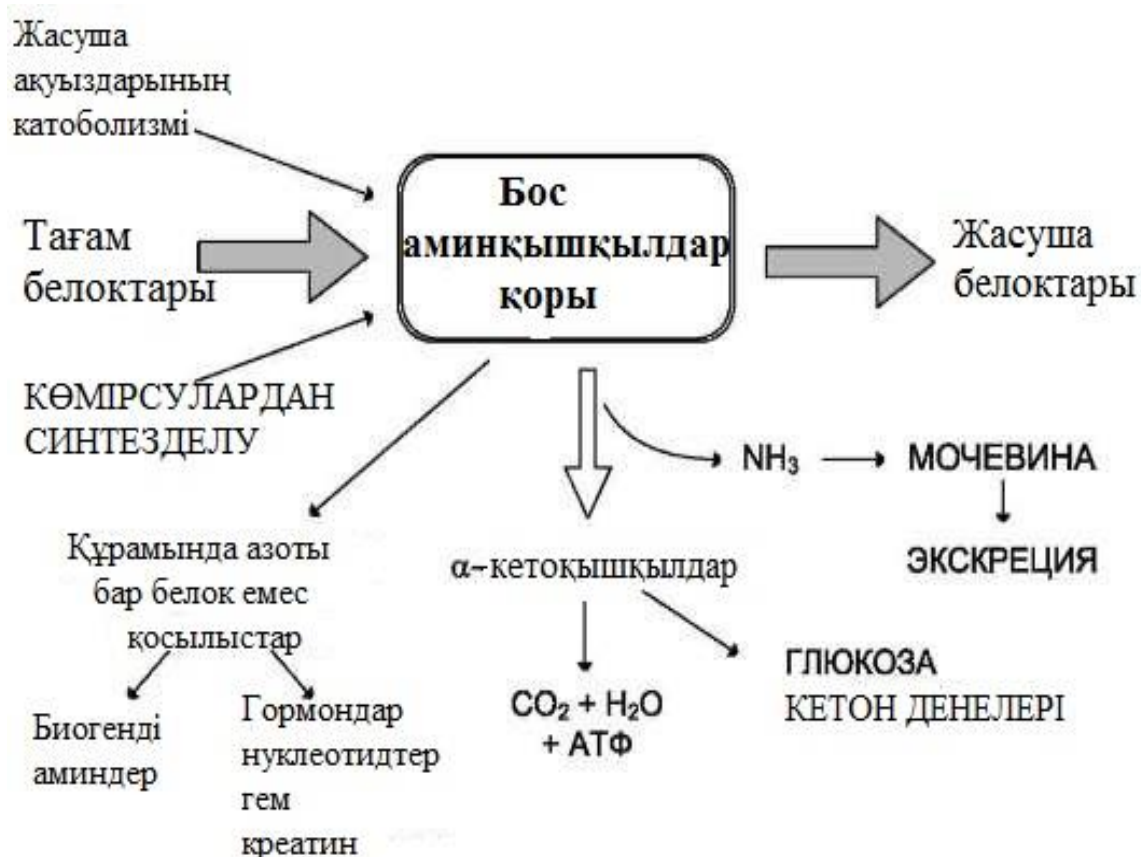 Жасуша
ақуыздарының
катоболизмі
Тағам
белоктары
КӨМІРСУЛАРДАН
СИНТЕЗДЕЛУ
Бос
аминқышқылдар
қоры
Жасуша
белоктары
NH₃
МОЧЕВИНА
ЭКСКРЕЦИЯ
Құрамында азоты
бар белок емес
қосылыстар
Биогенді
аминдер
Гормондар
нуклеотидтер
гем
креатин
α–кетоқышқылдар
CO₂ + H₂O
+ АТФ
ГЛЮКОЗА
КЕТОН ДЕНЕЛЕРІ